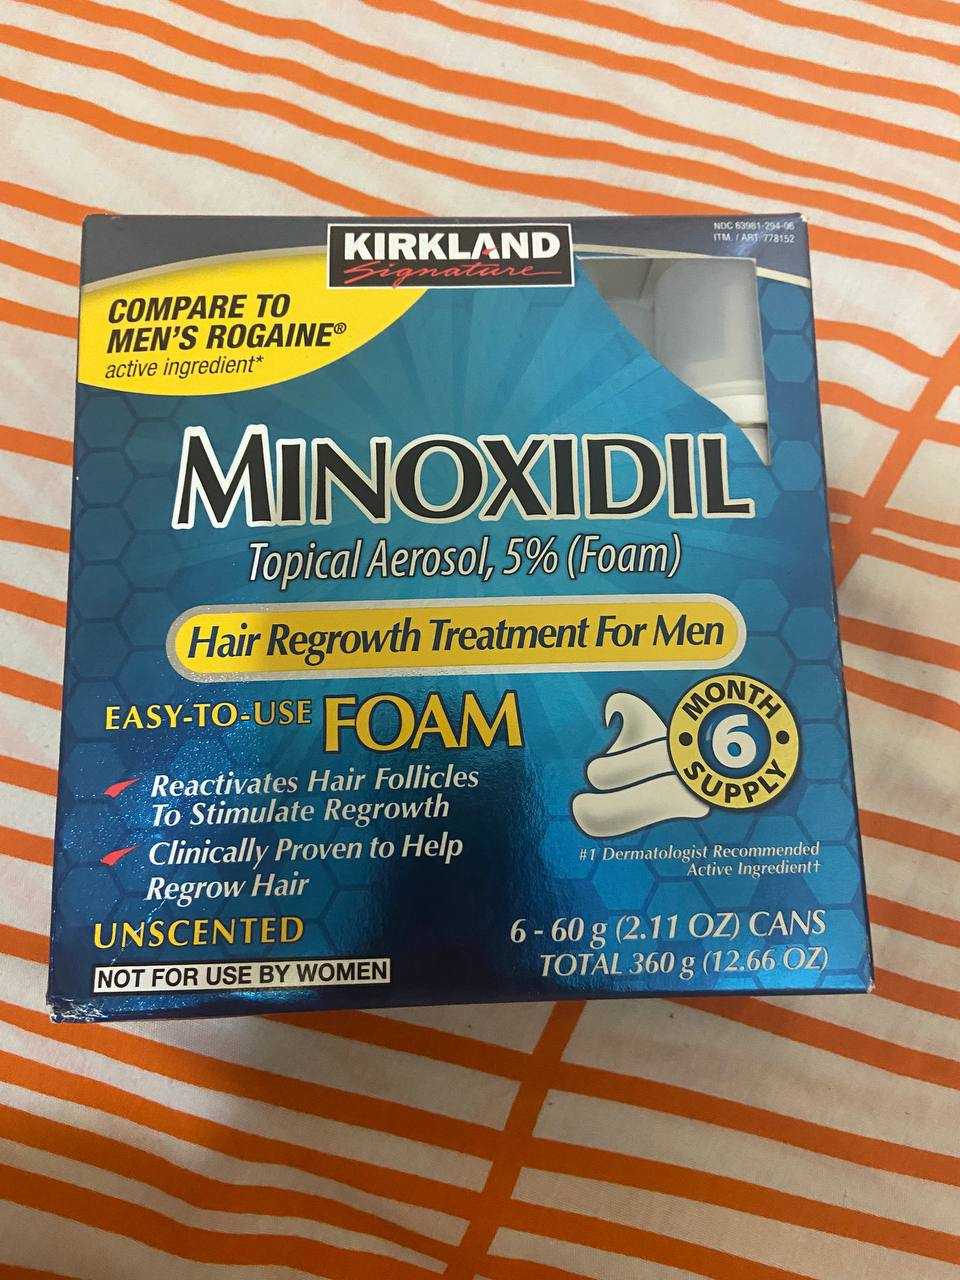 NDC 63981-294-06
ITM. / ART. 778152
KIRKLAND
Signature
COMPARE TO
MEN'S ROGAINE®
active ingredient*
MINOXIDIL
Topical Aerosol, 5% (Foam)
Hair Regrowth Treatment For Men
EASY-TO-USE FOAM
Reactivates Hair Follicles
To Stimulate Regrowth
Clinically Proven to Help
Regrow Hair
UNSCENTED
NOT FOR USE BY WOMEN
MONTH
6
SUPPLY
#1 Dermatologist Recommended
Active Ingredient†
6 - 60 g (2.11 OZ) CANS
TOTAL 360 g (12.66 OZ)